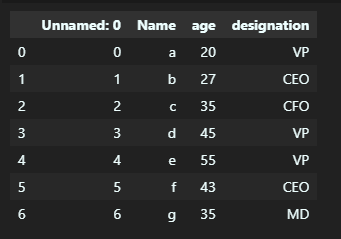 Unnamed: 0 Name age designation
0 0 a 20 VP
1 1 b 27 CEO
2 2 c 35 CFO
3 3 d 45 VP
4 4 e 55 VP
5 5 f 43 CEO
6 6 g 35 MD